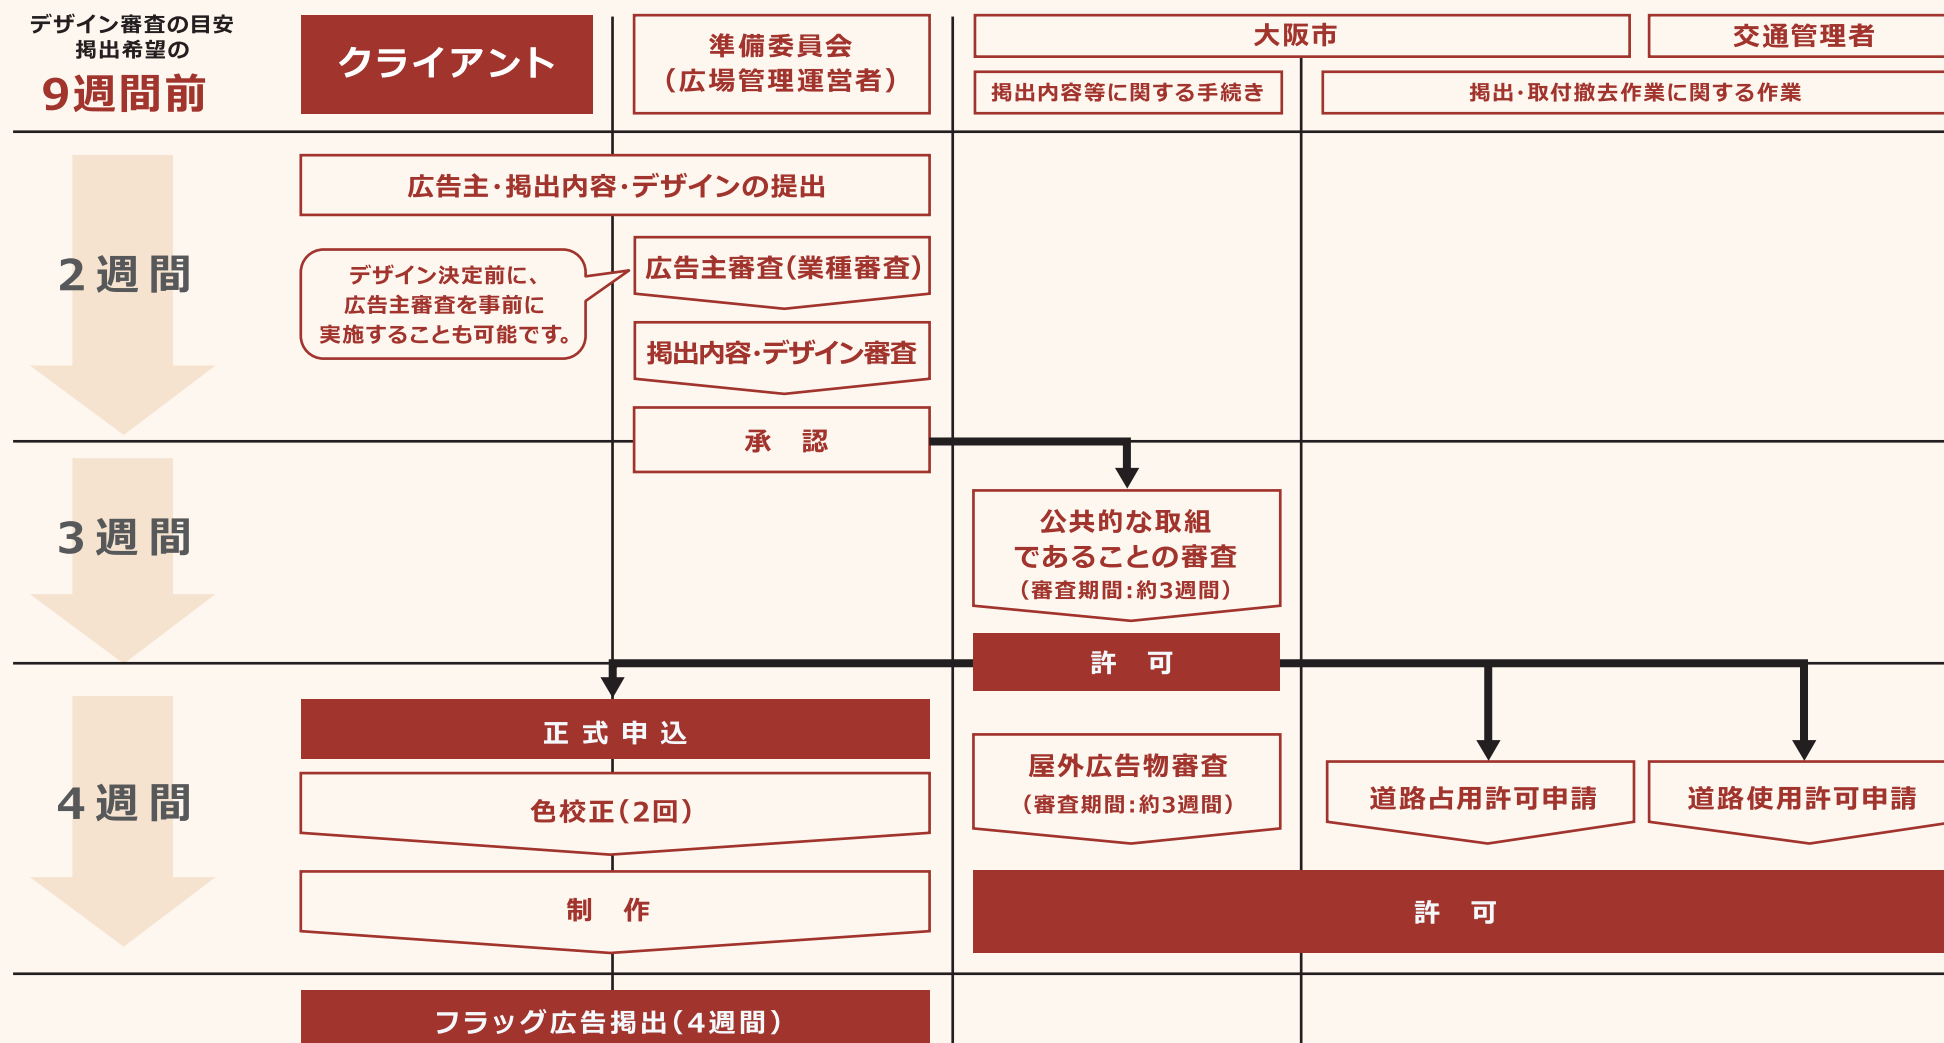 デザイン審査の目安
掲出希望の
9週間前
クライアント
準備委員会
（広場管理運営者）
大阪市
交通管理者
掲出内容等に関する手続き
掲出・取付撤去作業に関する作業
2週間
広告主・掲出内容・デザインの提出
デザイン決定前に、
広告主審査を事前に
実施することも可能です。
広告主審査（業種審査）
掲出内容・デザイン審査
承　認
3週間
公共的な取組
であることの審査
（審査期間：約3週間）
許　可
4週間
正式申込
色校正（2回）
制　作
屋外広告物審査
（審査期間：約3週間）
道路占用許可申請
道路使用許可申請
許　可
フラッグ広告掲出（4週間）